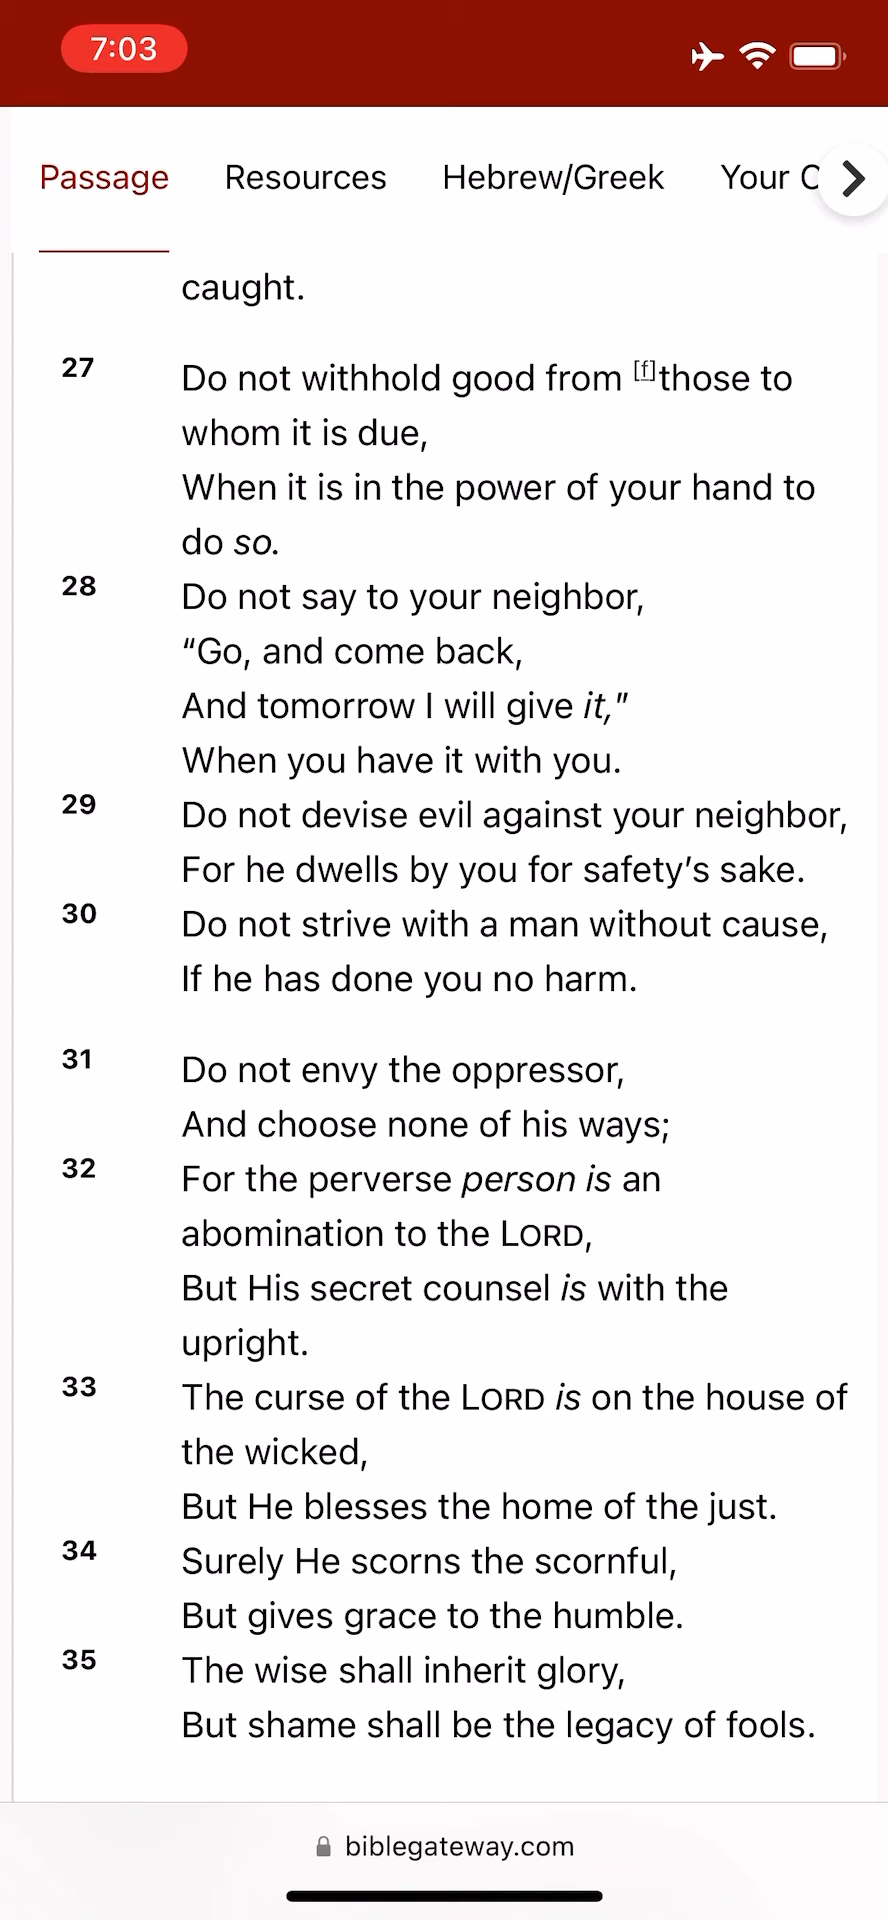 7:03
Passage
Resources
Hebrew/Greek
Your
caught.
27 Do not withhold good from [f]those to
whom it is due,
When it is in the power of your hand to
do so.
28 Do not say to your neighbor,
“Go, and come back,
And tomorrow I will give it,”
When you have it with you.
29 Do not devise evil against your neighbor,
For he dwells by you for safety’s sake.
30 Do not strive with a man without cause,
If he has done you no harm.
31 Do not envy the oppressor,
And choose none of his ways;
32 For the perverse person is an
abomination to the LORD,
But His secret counsel is with the
upright.
33 The curse of the LORD is on the house of
the wicked,
But He blesses the home of the just.
34 Surely He scorns the scornful,
But gives grace to the humble.
35 The wise shall inherit glory,
But shame shall be the legacy of fools.
biblegateway.com